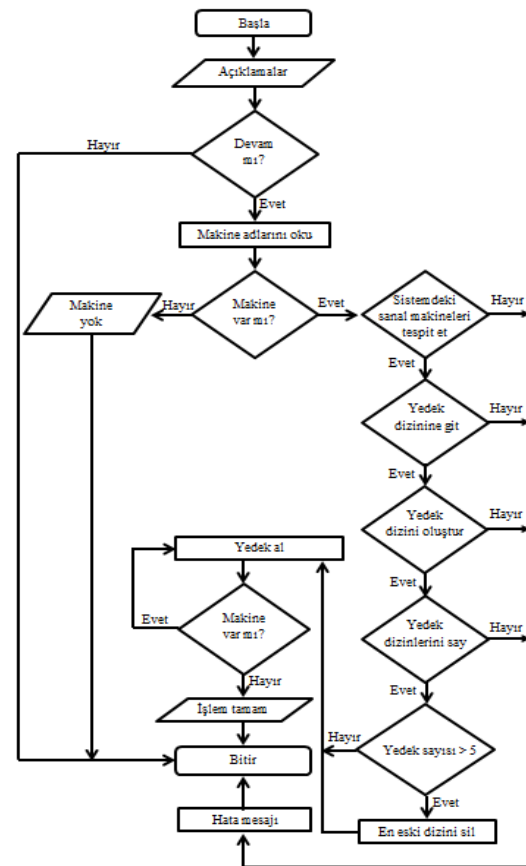 Başla
Açıklamalar
Devam
mı?
Hayır
Evet
Makine adlarını oku
Makine
var mı?
Hayır
Makine
yok
Evet
Sistemdeki
sanal makineleri
tespit et
Hayır
Evet
Yedek
dizinine git
Hayır
Evet
Yedek
dizini oluştur
Hayır
Evet
Yedek
dizinlerini say
Hayır
Evet
Yedek sayısı > 5
Hayır
Evet
En eski dizini sil
Yedek al
Makine
var mı?
Evet
Hayır
İşlem tamam
Bitir
Hata mesajı